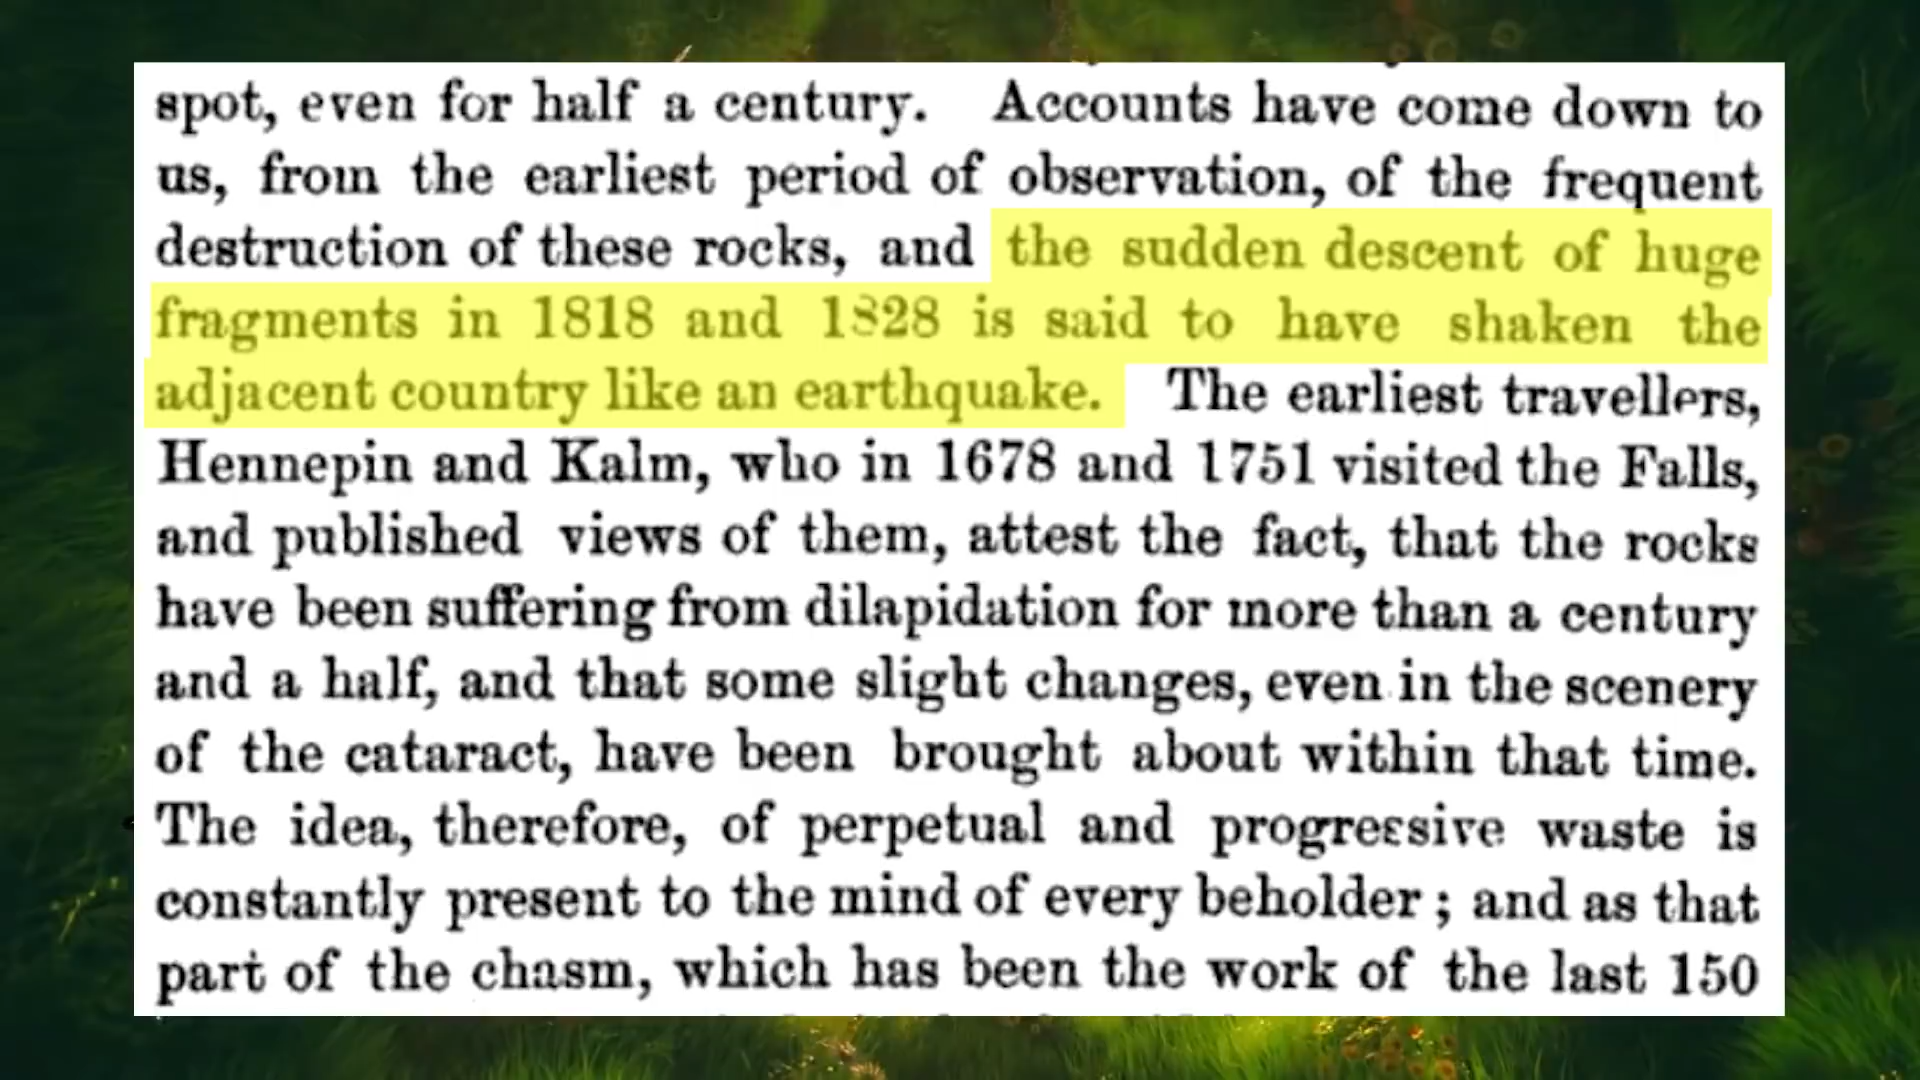 spot, even for half a century. Accounts have come down to
us, from the earliest period of observation, of the frequent
destruction of these rocks, and the sudden descent of huge
fragments in 1818 and 1828 is said to have shaken the
adjacent country like an earthquake. The earliest travellers,
Hennepin and Kalm, who in 1678 and 1751 visited the Falls,
and published views of them, attest the fact, that the rocks
have been suffering from dilapidation for more than a century
and a half, and that some slight changes, even in the scenery
of the cataract, have been brought about within that time.
The idea, therefore, of perpetual and progressive waste is
constantly present to the mind of every beholder; and as that
part of the chasm, which has been the work of the last 150